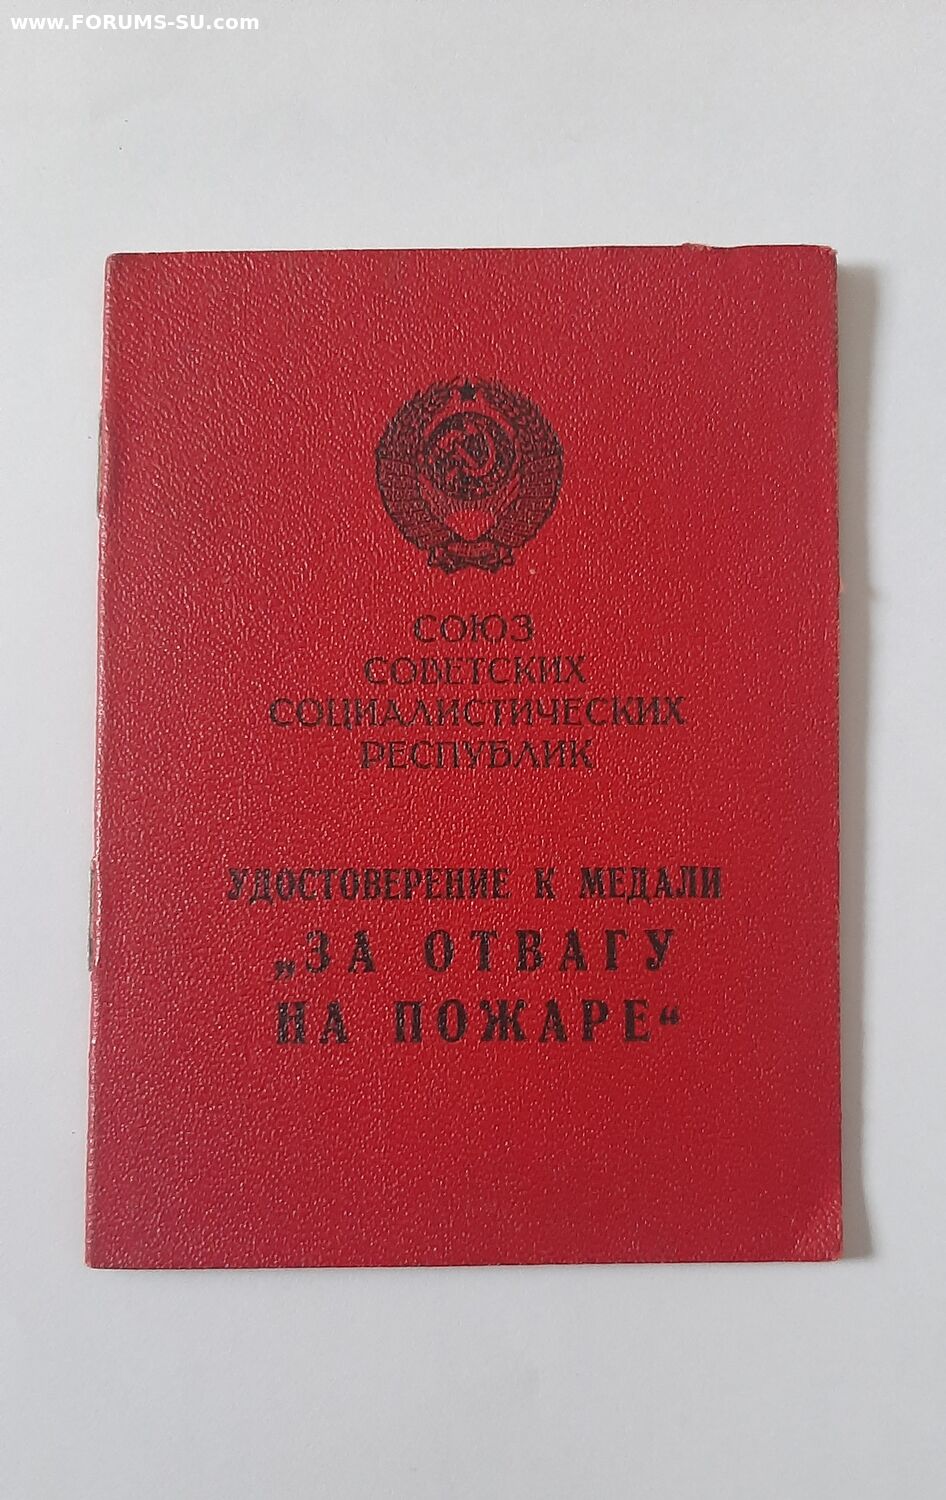 www.FORUMS-SU.com
СОЮЗ
СОВЕТСКИХ
СОЦИАЛИСТИЧЕСКИХ
РЕСПУБЛИК
УДОСТОВЕРЕНИЕ К МЕДАЛИ
„ЗА ОТВАГУ
НА ПОЖАРЕ“